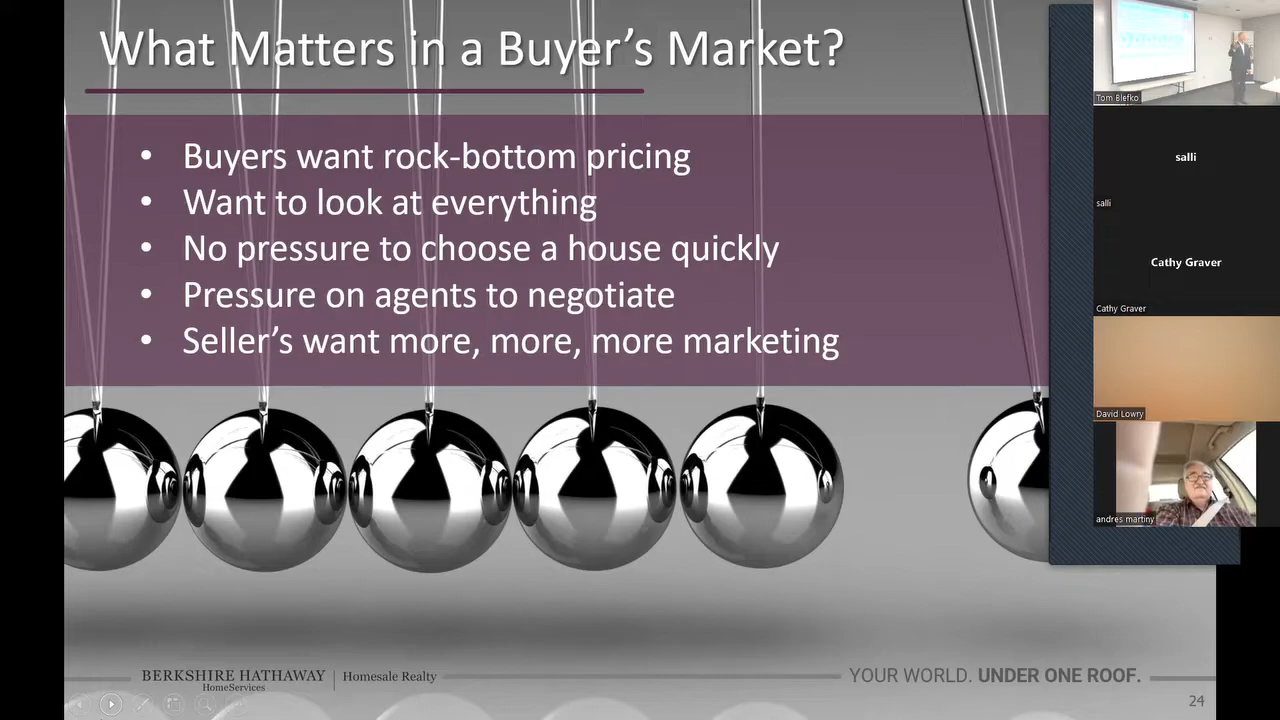 What Matters in a Buyer's Market?
• Buyers want rock-bottom pricing
• Want to look at everything
• No pressure to choose a house quickly
• Pressure on agents to negotiate
• Seller's want more, more, more marketing
BERKSHIRE HATHAWAY
HomeServices
Homesale Realty
YOUR WORLD. UNDER ONE ROOF.
24
Tom Blefko
salli
salli
Cathy Graver
Cathy Graver
David Lowry
andres martiny